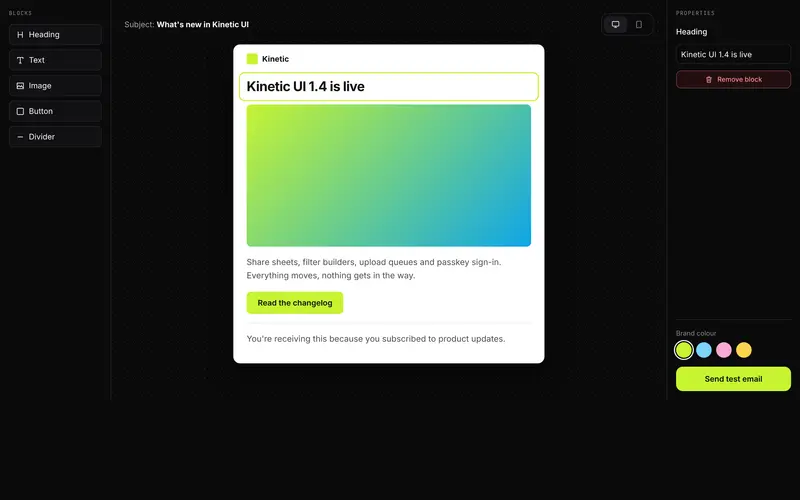 BLOCKS
Heading
Text
Image
Button
Divider
Subject: What's new in Kinetic UI
Kinetic
Kinetic UI 1.4 is live
Share sheets, filter builders, upload queues and passkey sign-in.
Everything moves, nothing gets in the way.
Read the changelog
You're receiving this because you subscribed to product updates.
PROPERTIES
Heading
Kinetic UI 1.4 is live
Remove block
Brand colour
Send test email